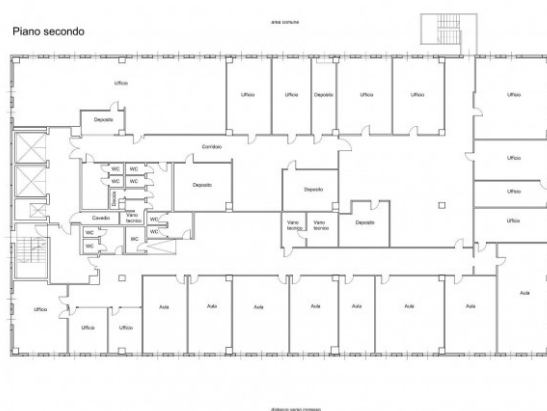 area comune
Piano secondo
Ufficio
Ufficio
Ufficio
Deposito
Ufficio
Ufficio
Ufficio
Deposito
Corridoio
Ufficio
WC
WC
WC
WC
Deposito
Deposito
Ufficio
Cavedio
Vano
tecnico
WC
WC
Vano
tecnico
Vano
tecnico
Deposito
Ufficio
WC
WC
WC
Ufficio
Aula
Aula
Aula
Aula
Aula
Aula
Aula
Aula
Ufficio
Ufficio